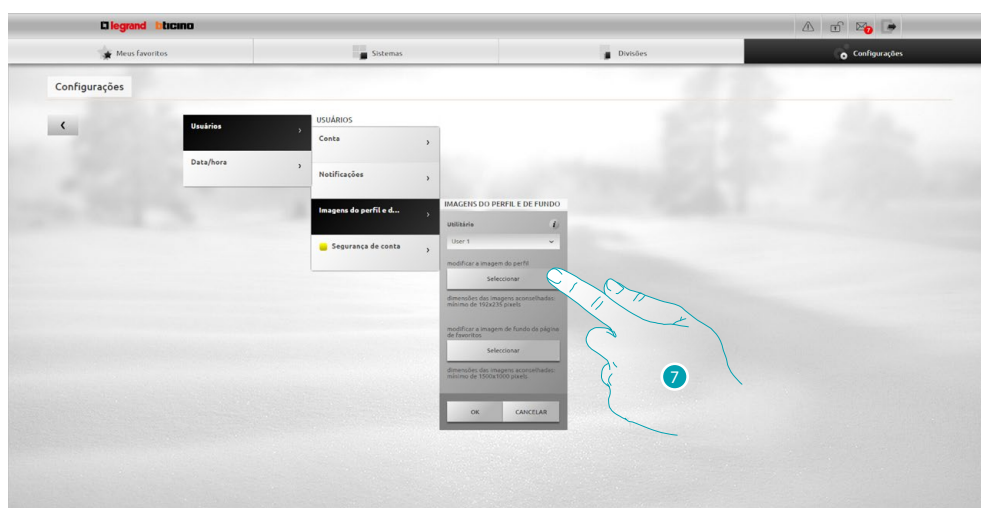 legrand bticino
7
Meus favoritos
Sistemas
Divisões
Configurações
Configurações
Usuários
Data/hora
USUÁRIOS
Conta
Notificações
Imagens do perfil e d...
Segurança de conta
IMAGENS DO PERFIL E DE FUNDO
Utilitário
i
User 1
modificar a imagem do perfil
Seleccionar
dimensões das imagens aconselhadas:
mínimo de 192x235 pixels
modificar a imagem de fundo da página
de favoritos
Seleccionar
dimensões das imagens aconselhadas:
mínimo de 1500x1000 pixels
OK
CANCELAR
7